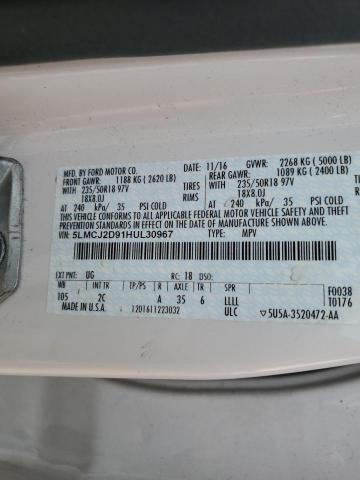 MFD. BY FORD MOTOR CO. 11/16 GVWR: 2268 KG (5000 LB)
FRONT GAWR: 1188 KG (2620 LB) REAR GAWR: 1089 KG (2400 LB)
WITH 235/50R18 97V TIRES WITH 235/50R18 97V
18X8.0J RIMS 18X8.0J
AT 240 kPa/ 35 PSI COLD AT 240 kPa/ 35 PSI COLD
THIS VEHICLE CONFORMS TO ALL APPLICABLE FEDERAL MOTOR VEHICLE SAFETY AND THEFT PREVENTION STANDARDS IN EFFECT ON THE DATE OF MANUFACTURE SHOWN ABOVE.
VIN: 5LMCJ2D91HUL30967 TYPE: MPV
EXT PNT: UG RC: 18 DSO:
WB INT TR TP/PS R AXLE TR SPR
105 2C A 35 6 LLLL F0038
MADE IN U.S.A. 1201611223032 ULC T0176
5U5A-3520472-AA